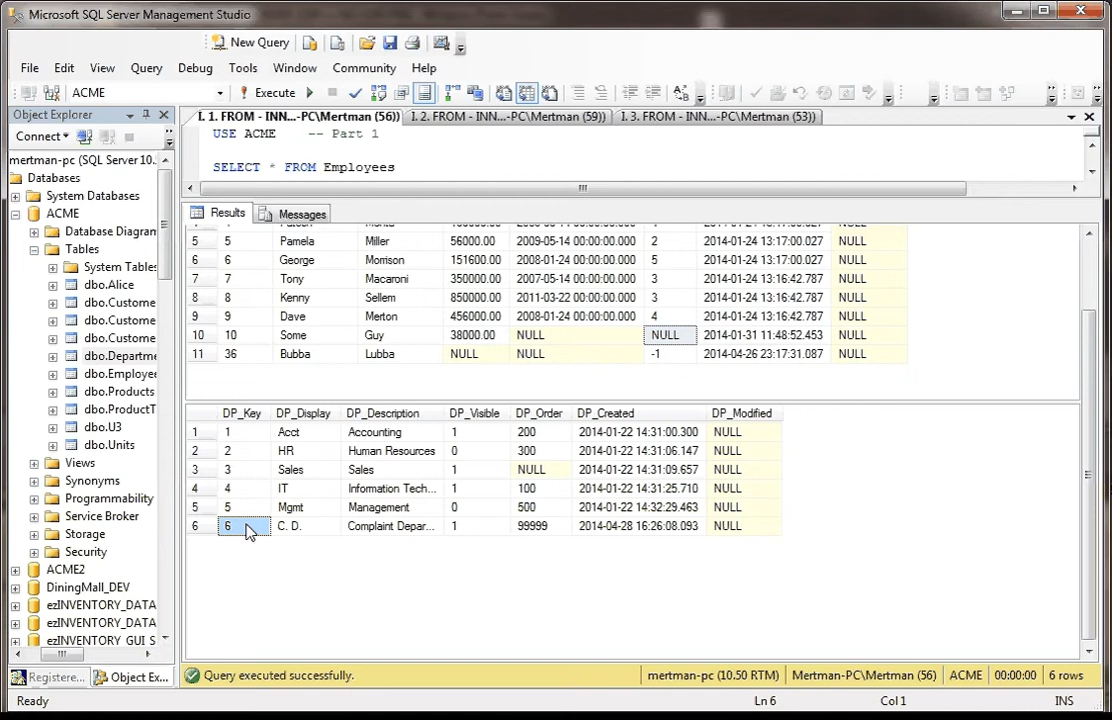 Microsoft SQL Server Management Studio
New Query
File Edit View Query Debug Tools Window Community Help
ACME Execute
Object Explorer
I. 1. FROM - INN...-PC\Mertman (56)) I. 2. FROM - INN...-PC\Mertman (59)) I. 3. FROM - INN...-PC\Mertman (53))
Connect
USE ACME -- Part 1
SELECT * FROM Employees
mertman-pc (SQL Server 10.
Databases
System Databases
ACME
Database Diagran
Tables
System Tables
dbo.Alice
dbo.Custome
dbo.Custome
dbo.Custome
dbo.Departme
dbo.Employee
dbo.Products
dbo.ProductT
dbo.U3
dbo.Units
Views
Synonyms
Programmability
Service Broker
Storage
Security
ACME2
DiningMall_DEV
ezINVENTORY_DATA
ezINVENTORY_DATA
ezINVENTORY GUI S
Registere... Object Ex...
Results Messages
5 5 Pamela Miller 56000.00 2009-05-14 00:00:00.000 2 2014-01-24 13:17:00.027 NULL
6 6 George Morrison 151600.00 2008-01-24 00:00:00.000 5 2014-01-24 13:17:00.027 NULL
7 7 Tony Macaroni 350000.00 2007-05-14 00:00:00.000 3 2014-01-24 13:16:42.787 NULL
8 8 Kenny Sellem 850000.00 2011-03-22 00:00:00.000 3 2014-01-24 13:16:42.787 NULL
9 9 Dave Merton 456000.00 2008-01-24 00:00:00.000 4 2014-01-24 13:16:42.787 NULL
10 10 Some Guy 38000.00 NULL NULL 2014-01-31 11:48:52.453 NULL
11 36 Bubba Lubba NULL NULL -1 2014-04-26 23:17:31.087 NULL
DP_Key DP_Display DP_Description DP_Visible DP_Order DP_Created DP_Modified
1 1 Acct Accounting 1 200 2014-01-22 14:31:00.300 NULL
2 2 HR Human Resources 0 300 2014-01-22 14:31:06.147 NULL
3 3 Sales Sales 1 NULL 2014-01-22 14:31:09.657 NULL
4 4 IT Information Tech... 1 100 2014-01-22 14:31:25.710 NULL
5 5 Mgmt Management 0 500 2014-01-22 14:32:29.463 NULL
6 6 C. D. Complaint Depar... 1 99999 2014-04-28 16:26:08.093 NULL
Query executed successfully. mertman-pc (10.50 RTM) Mertman-PC\Mertman (56) ACME 00:00:00 6 rows
Ready Ln 6 Col 1 INS